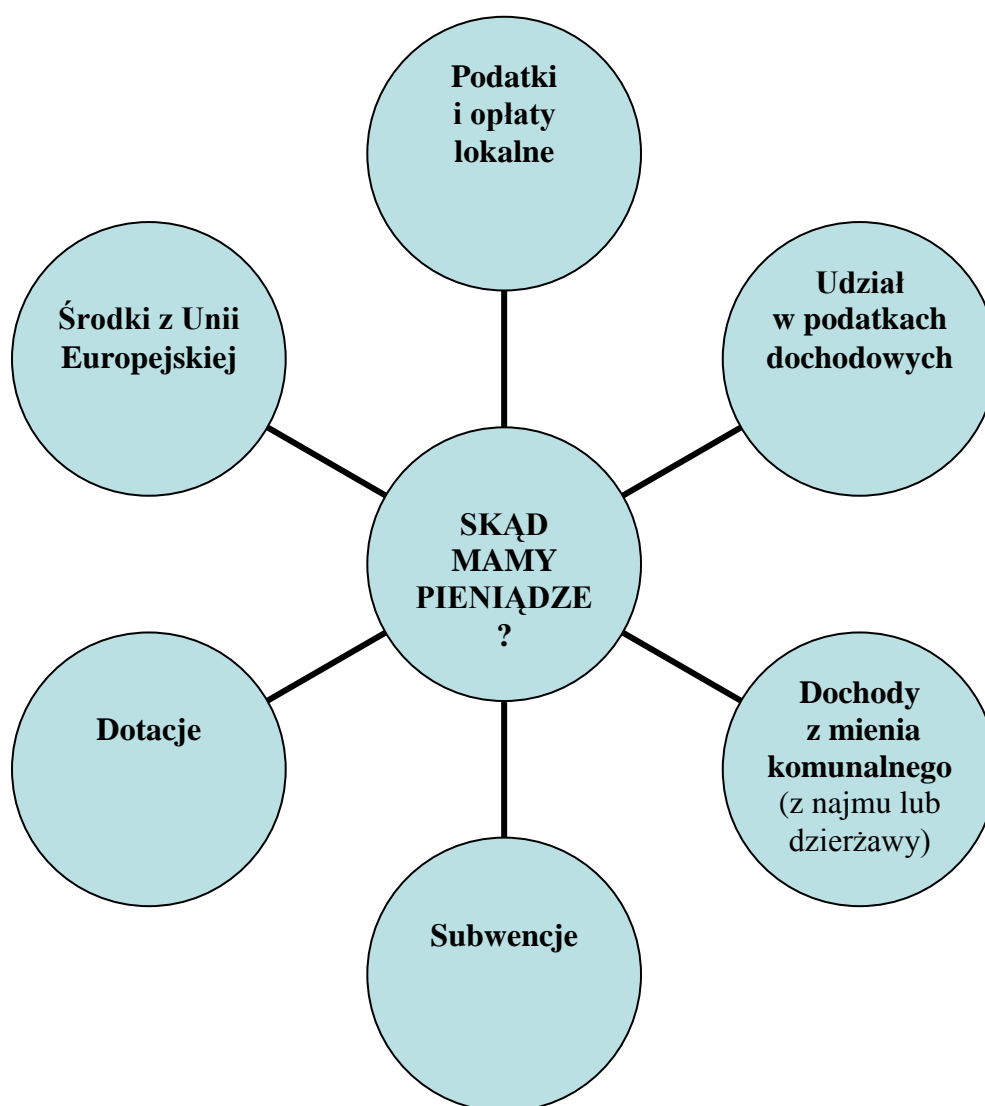 Podatki
i opłaty
lokalne
Udział
w podatkach
dochodowych
Środki z Unii
Europejskiej
SKĄD
MAMY
PIENIĄDZE
?
Dochody
z mienia
komunalnego
(z najmu lub
dzierżawy)
Dotacje
Subwencje